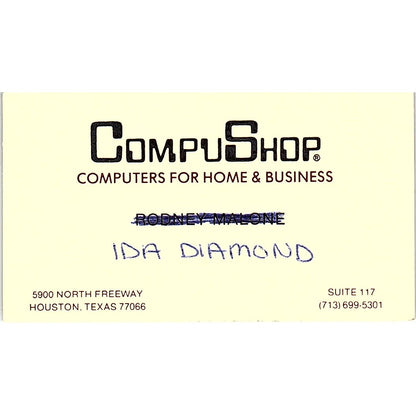 COMPUSHOP®
COMPUTERS FOR HOME & BUSINESS
RODNEY MALONE
IDA DIAMOND
5900 NORTH FREEWAY
HOUSTON, TEXAS 77066
SUITE 117
(713) 699-5301